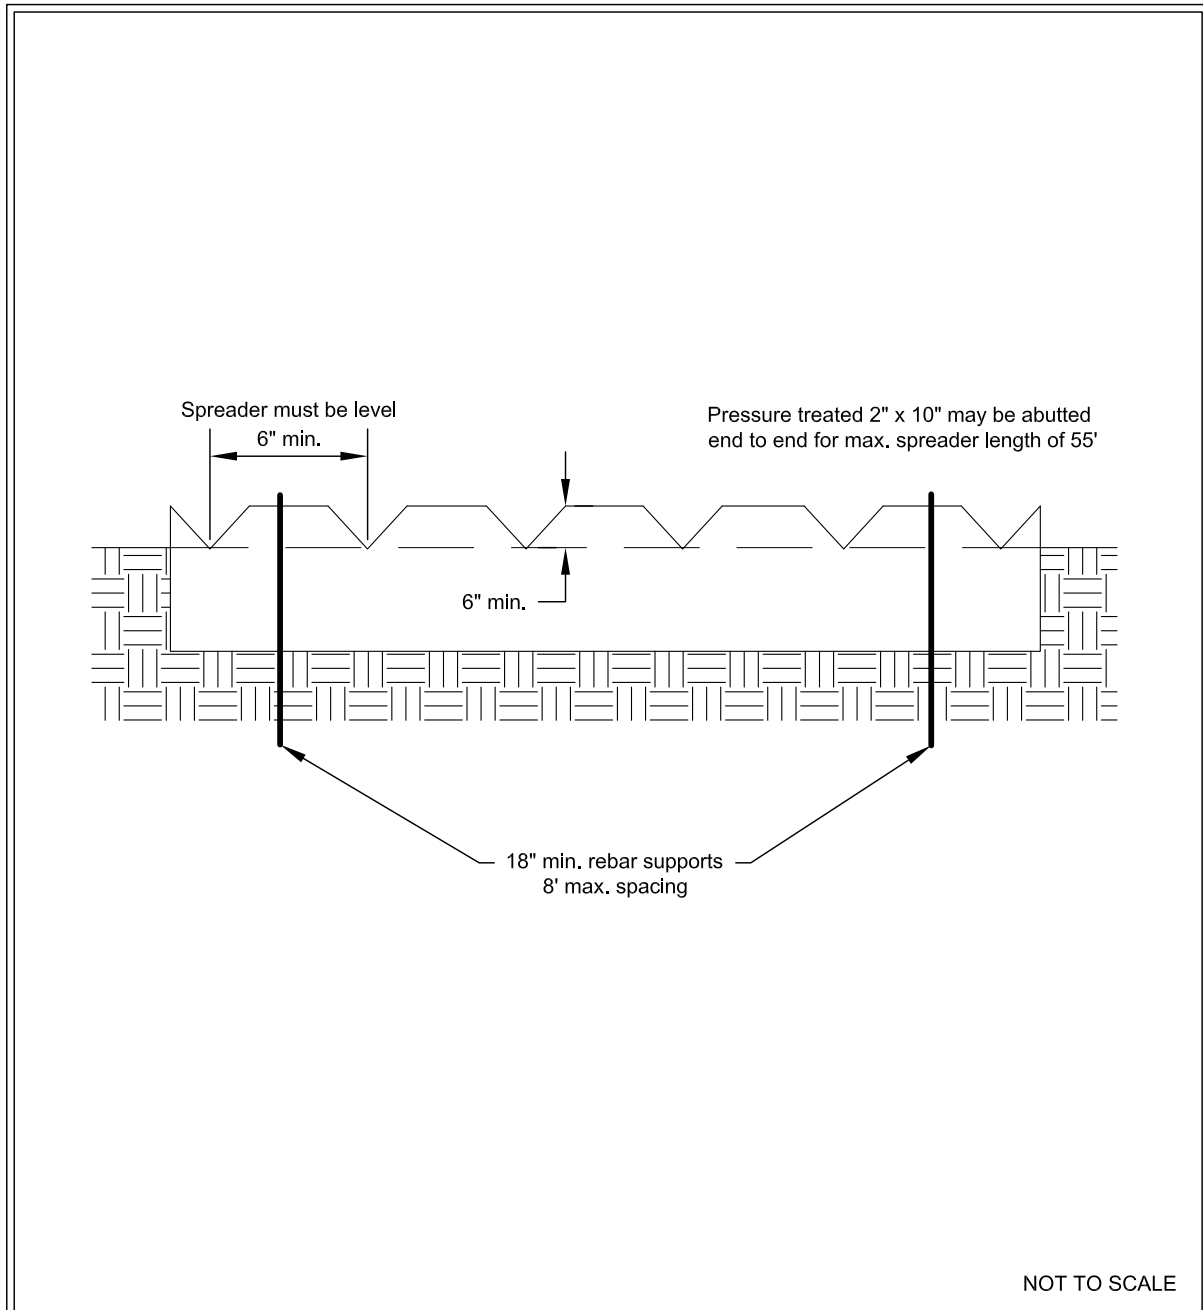 Spreader must be level
6" min.
Pressure treated 2" x 10" may be abutted
end to end for max. spreader length of 55'
6" min.
18" min. rebar supports
8' max. spacing
NOT TO SCALE